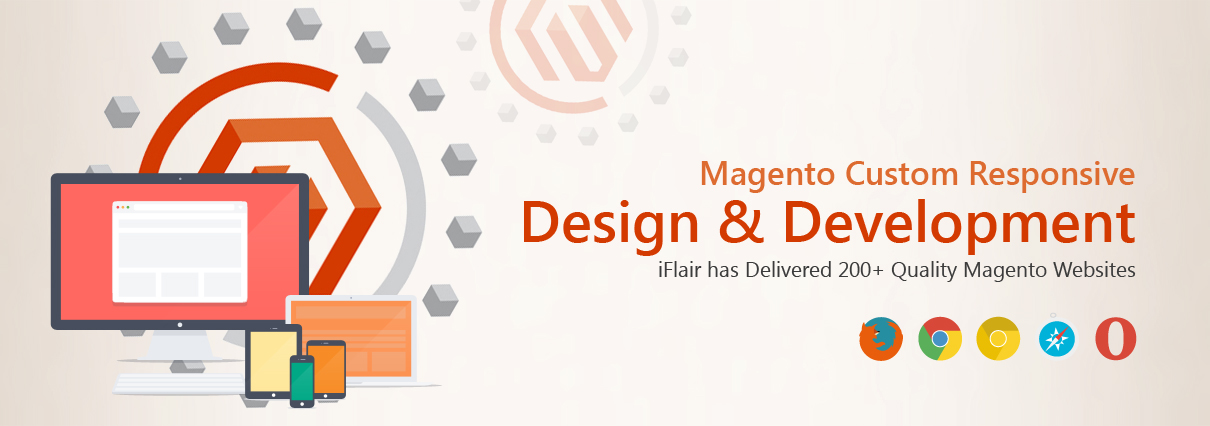 Magento Custom Responsive
Design & Development
iFlair has Delivered 200+ Quality Magento Websites